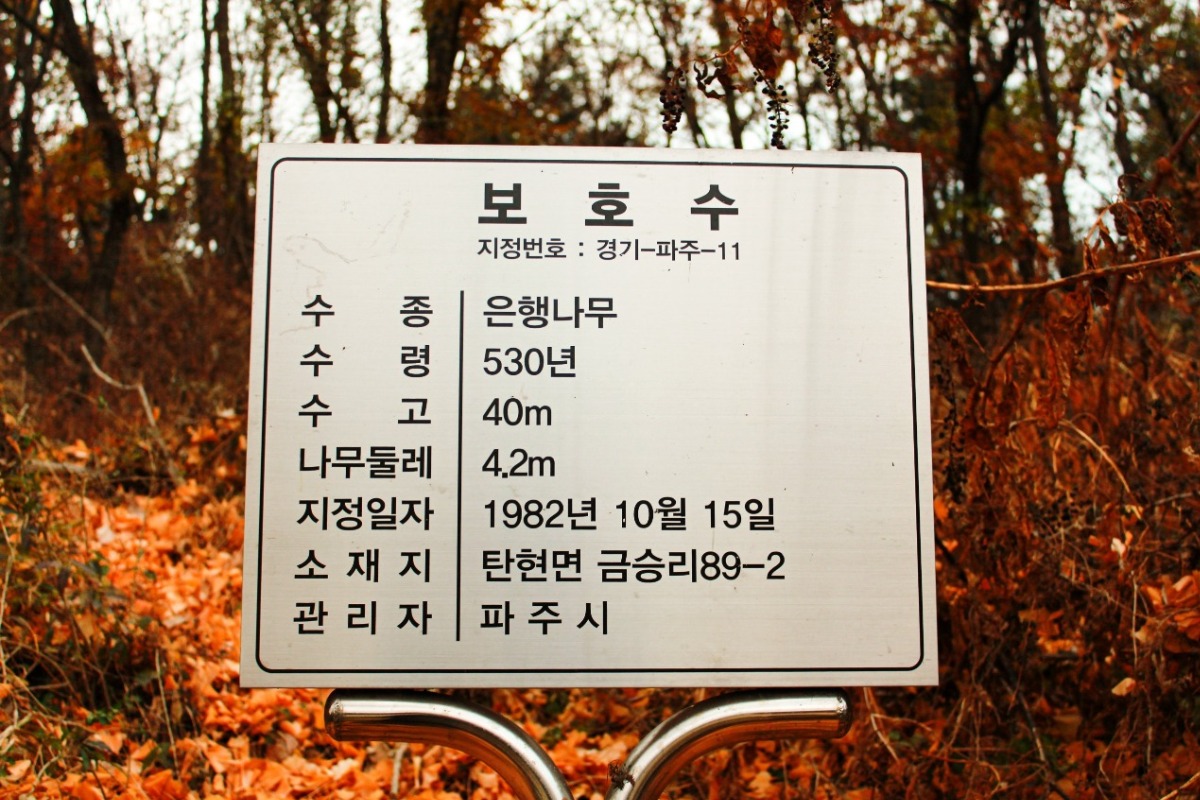 보 호 수
지정번호 : 경기-파주-11
수 종 은행나무
수 령 530년
수 고 40m
나무둘레 4.2m
지정일자 1982년 10월 15일
소 재 지 탄현면 금승리89-2
관 리 자 파 주 시